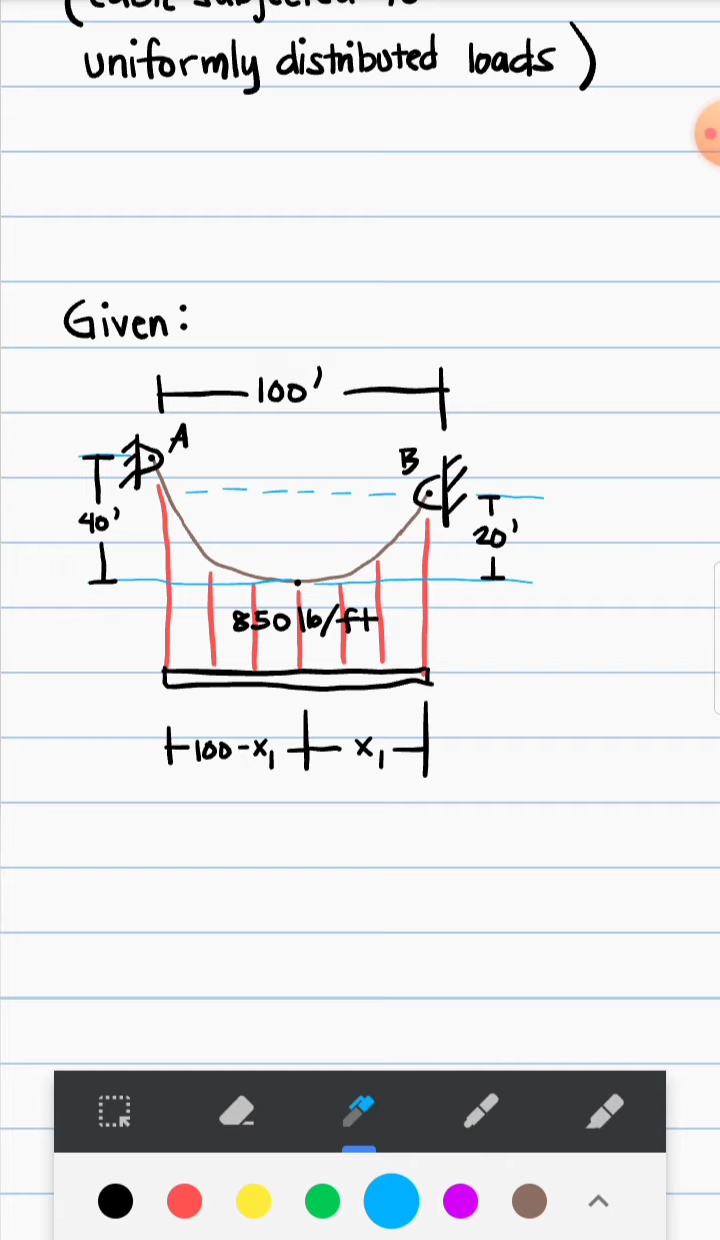 uniformly distributed loads )
Given:
100'
A
B
40'
20'
850 lb/ft
100-x₁
x₁